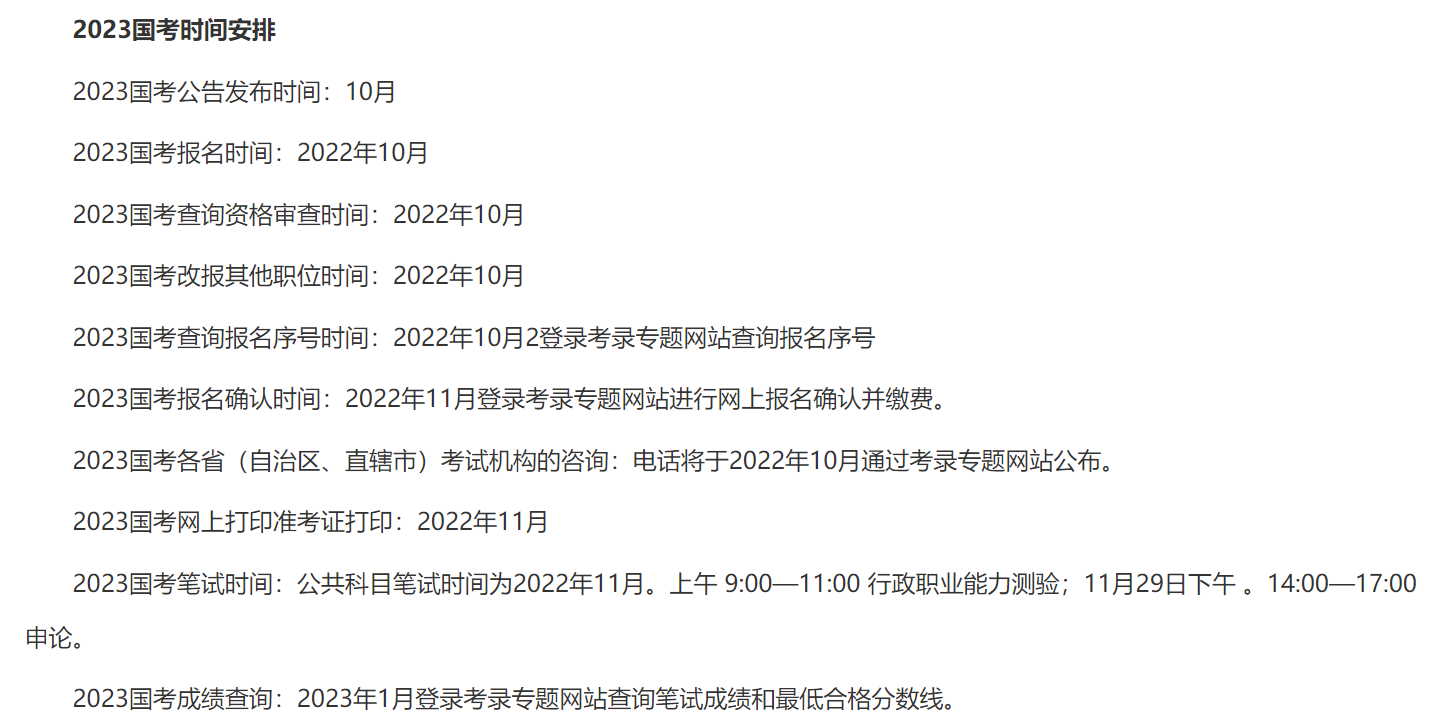 2023国考时间安排
2023国考公告发布时间：10月
2023国考报名时间：2022年10月
2023国考查询资格审查时间：2022年10月
2023国考改报其他职位时间：2022年10月
2023国考查询报名序号时间：2022年10月2登录考录专题网站查询报名序号
2023国考报名确认时间：2022年11月登录考录专题网站进行网上报名确认并缴费。
2023国考各省（自治区、直辖市）考试机构的咨询：电话将于2022年10月通过考录专题网站公布。
2023国考网上打印准考证打印：2022年11月
2023国考笔试时间：公共科目笔试时间为2022年11月。上午 9:00—11:00 行政职业能力测验；11月29日下午 。14:00—17:00
申论。
2023国考成绩查询：2023年1月登录考录专题网站查询笔试成绩和最低合格分数线。